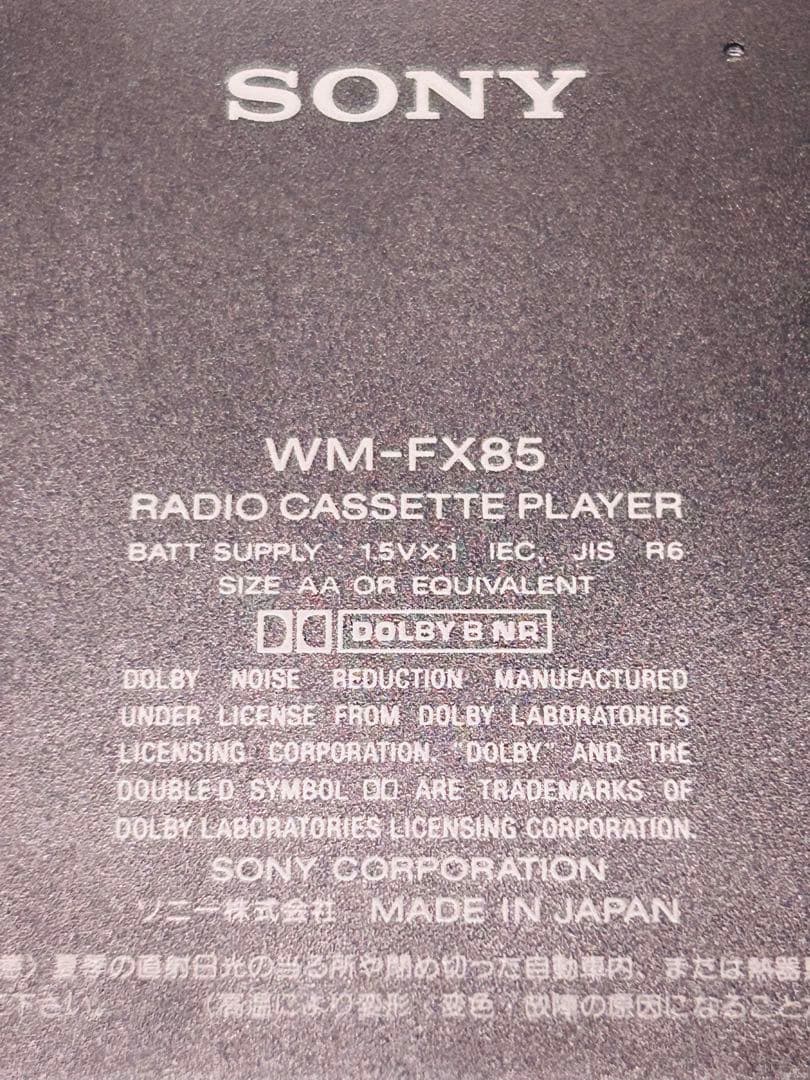 SONY
WM-FX85
RADIO CASSETTE PLAYER
BATT SUPPLY : 1.5V×1 IEC, JIS R6
SIZE AA OR EQUIVALENT
DOLBY B NR
DOLBY NOISE REDUCTION MANUFACTURED
UNDER LICENSE FROM DOLBY LABORATORIES
LICENSING CORPORATION. "DOLBY" AND THE
DOUBLE-D SYMBOL ARE TRADEMARKS OF
DOLBY LABORATORIES LICENSING CORPORATION.
SONY CORPORATION
ソニー株式会社 MADE IN JAPAN
夏季の直射日光の当る所や閉め切った自動車内、または熱器
下さい。 (高温により変形・変色・故障の原因になること